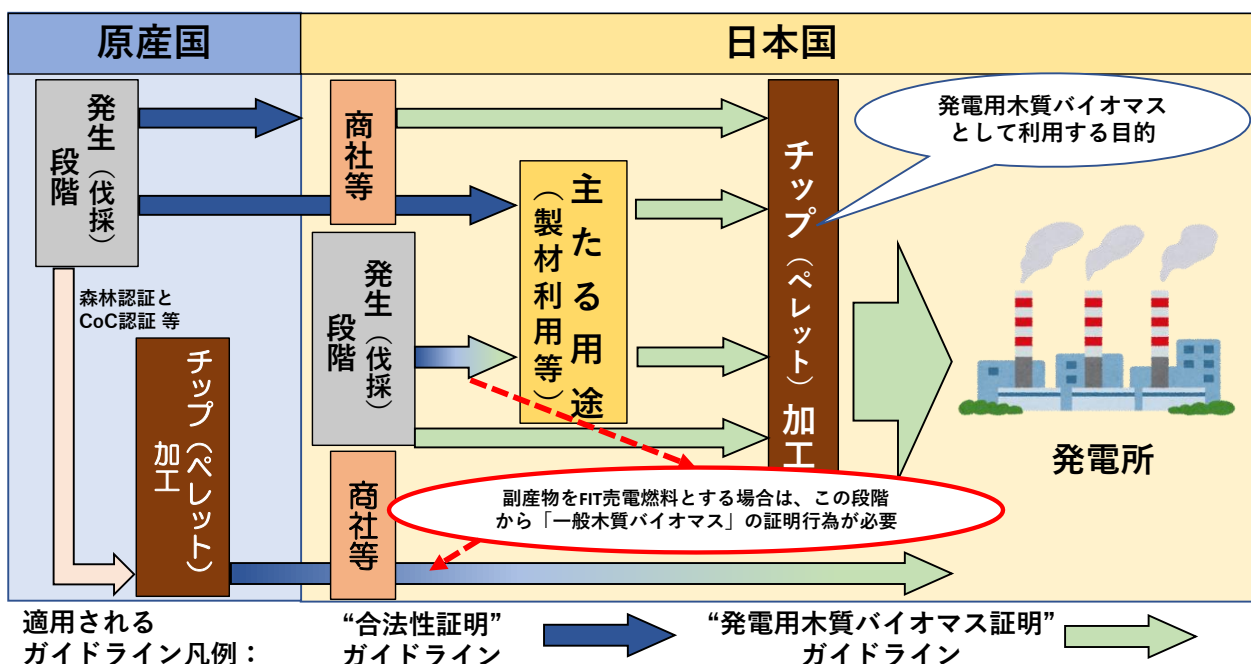 原産国
日本国
発生（伐採）
段階
商社等
チップ（ペレット）加工
発電用木質バイオマス
として利用する目的
主たる用途
（製材利用等）
発生（伐採）
段階
森林認証と
CoC認証 等
チップ（ペレット）
加工
商社等
副産物をFIT売電燃料とする場合は、この段階
から「一般木質バイオマス」の証明行為が必要
発電所
適用される
ガイドライン凡例：
“合法性証明”
ガイドライン
“発電用木質バイオマス証明”
ガイドライン